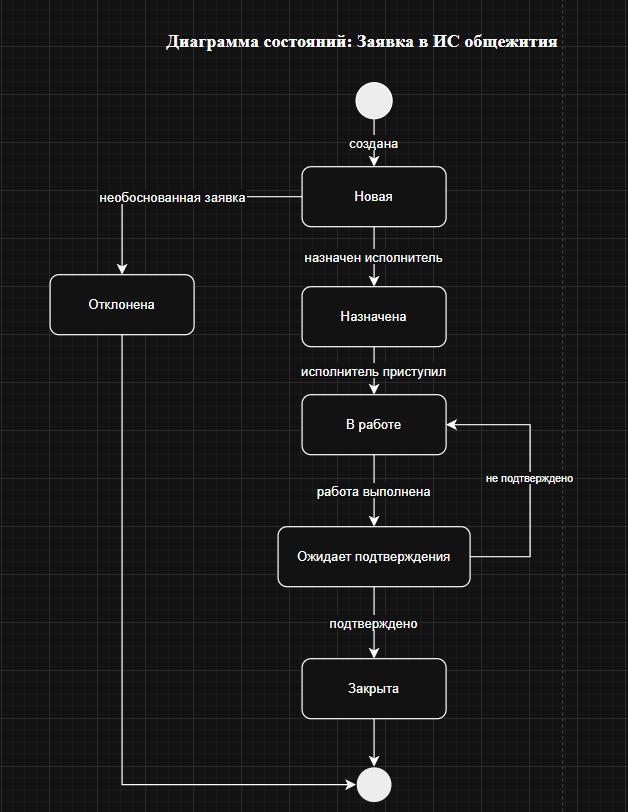 Диаграмма состояний: Заявка в ИС общежития
создана
Новая
необоснованная заявка
назначен исполнитель
Отклонена
Назначена
исполнитель приступил
В работе
не подтверждено
работа выполнена
Ожидает подтверждения
подтверждено
Закрыта